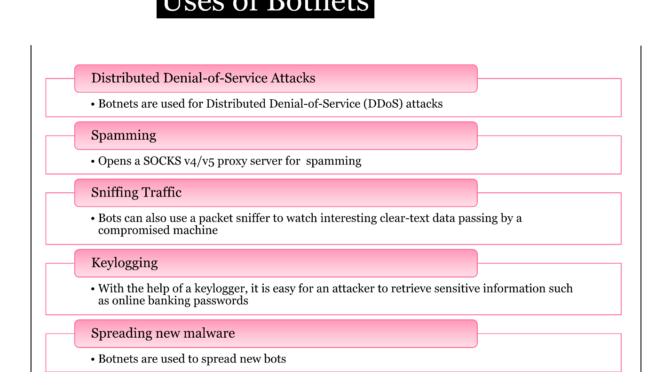 Uses of Botnets
Distributed Denial-of-Service Attacks
• Botnets are used for Distributed Denial-of-Service (DDoS) attacks
Spamming
• Opens a SOCKS v4/v5 proxy server for spamming
Sniffing Traffic
• Bots can also use a packet sniffer to watch interesting clear-text data passing by a
compromised machine
Keylogging
• With the help of a keylogger, it is easy for an attacker to retrieve sensitive information such
as online banking passwords
Spreading new malware
• Botnets are used to spread new bots